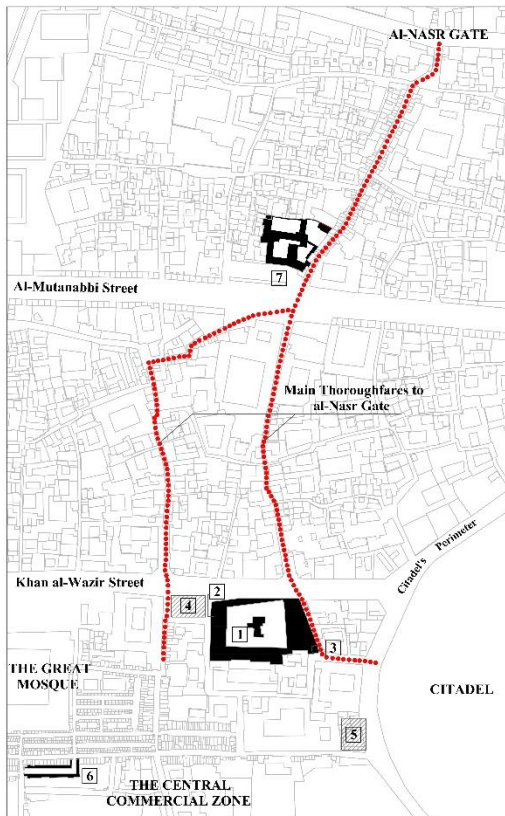 AL-NASR GATE
7
Al-Mutanabbi Street
Main Thoroughfares to
al-Nasr Gate
Citadel's Perimeter
Khan al-Wazir Street
2
4
1
3
THE GREAT
MOSQUE
CITADEL
5
6
THE CENTRAL
COMMERCIAL ZONE